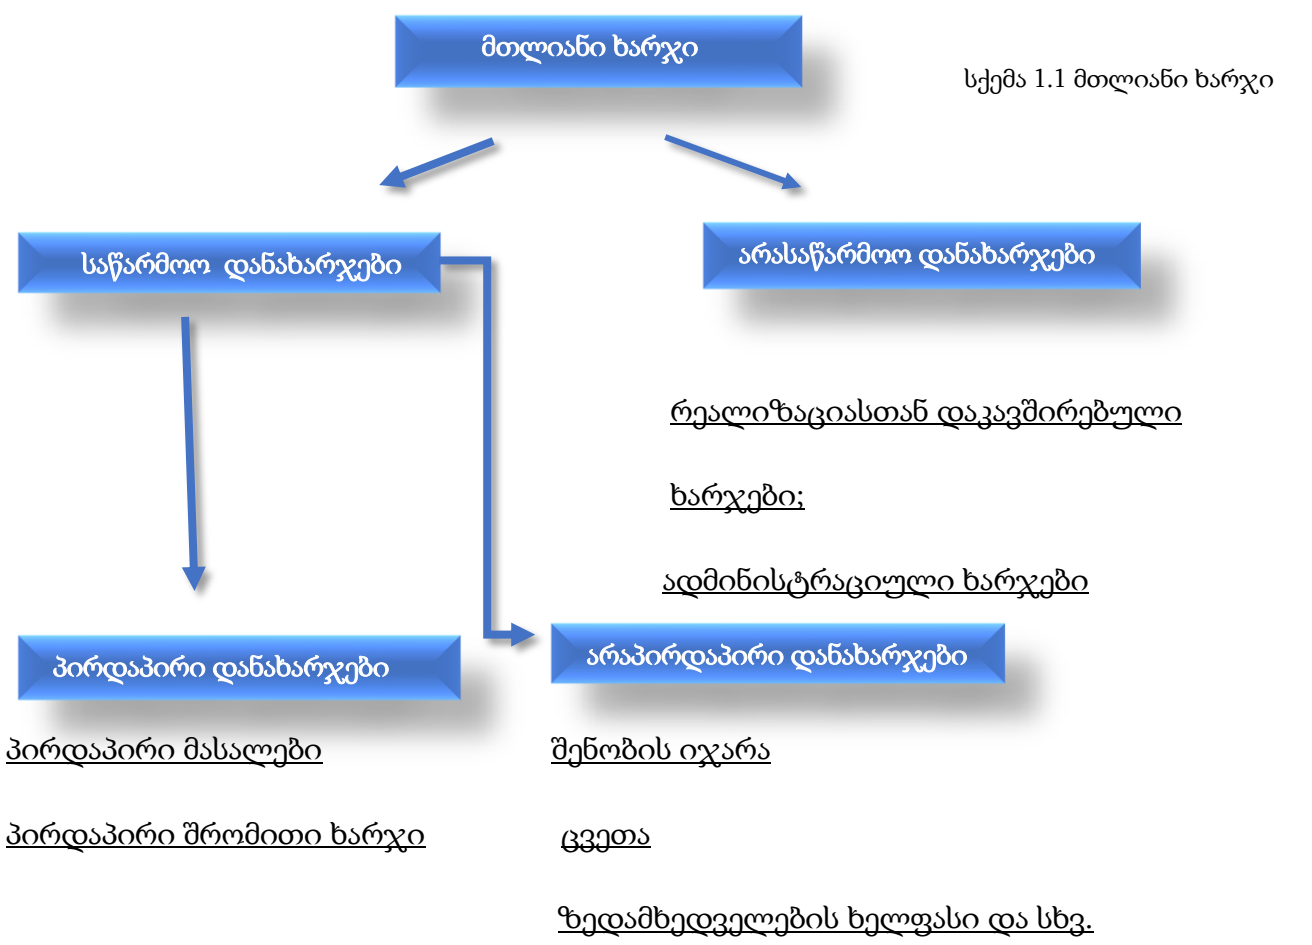 მთლიანი ხარჯი
სქემა 1.1 მთლიანი ხარჯი
საწარმოო დანახარჯები
არასაწარმოო დანახარჯები
რეალიზაციასთან დაკავშირებული
ხარჯები;
ადმინისტრაციული ხარჯები
პირდაპირი დანახარჯები
არაპირდაპირი დანახარჯები
პირდაპირი მასალები
შენობის იჯარა
პირდაპირი შრომითი ხარჯი
ცვეთა
ზედამხედველების ხელფასი და სხვ.